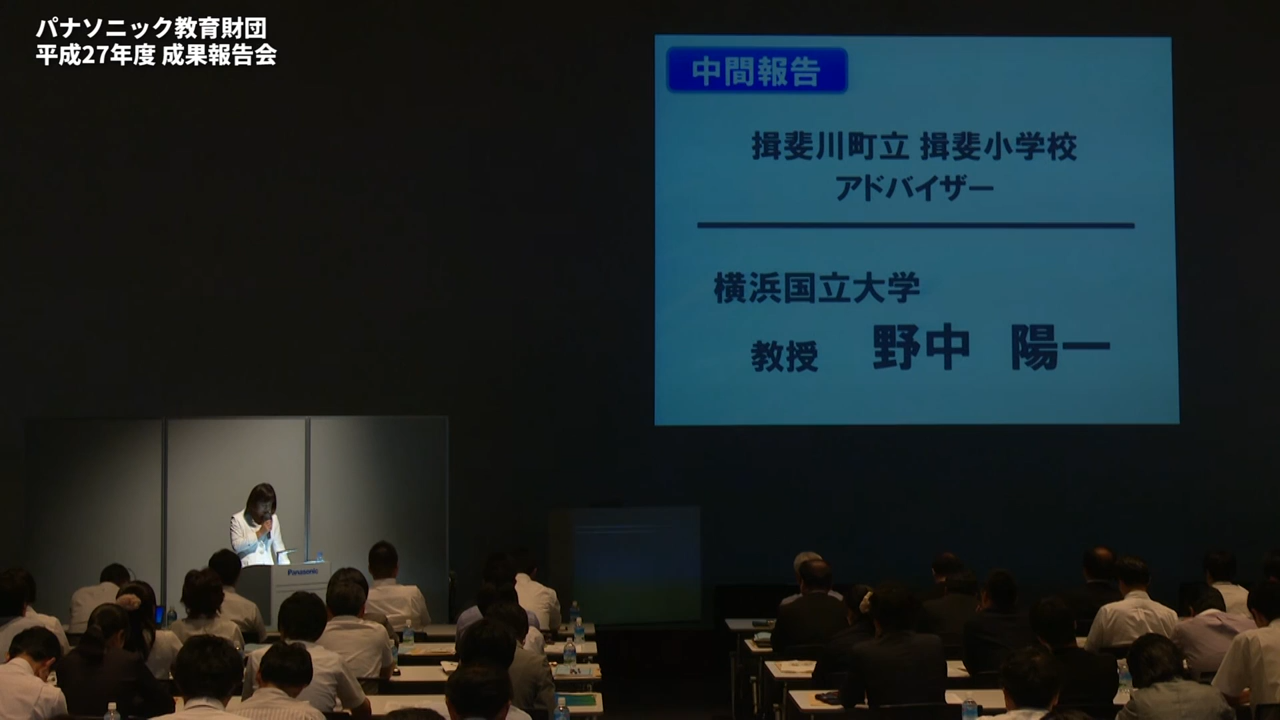 パナソニック教育財団
平成27年度 成果報告会
中間報告
揖斐川町立 揖斐小学校
アドバイザー
横浜国立大学
教授 野中 陽一
Panasonic